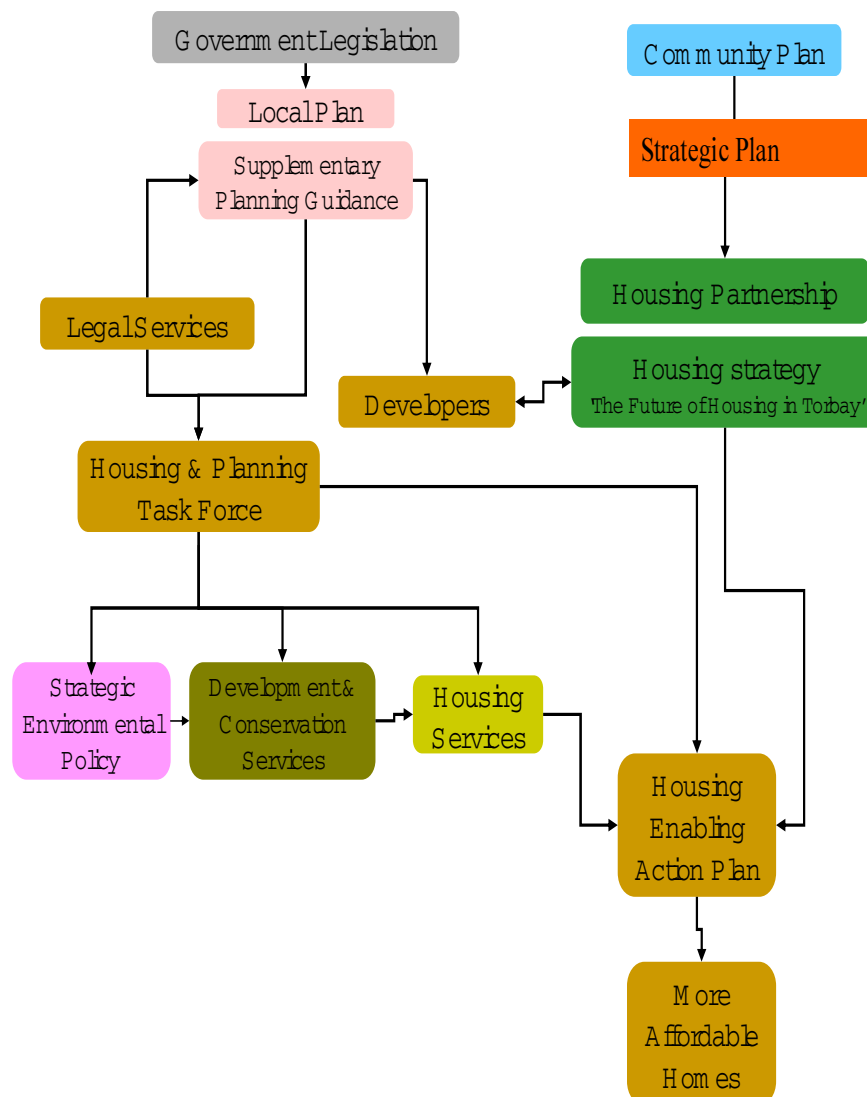 Government Legislation
Community Plan
Local Plan
Strategic Plan
Supplementary
Planning Guidance
Housing Partnership
Legal Services
Housing strategy
'The Future of Housing in Torbay'
Developers
Housing & Planning
Task Force
Strategic
Environmental
Policy
Development &
Conservation
Services
Housing
Services
Housing
Enabling
Action Plan
More
Affordable
Homes